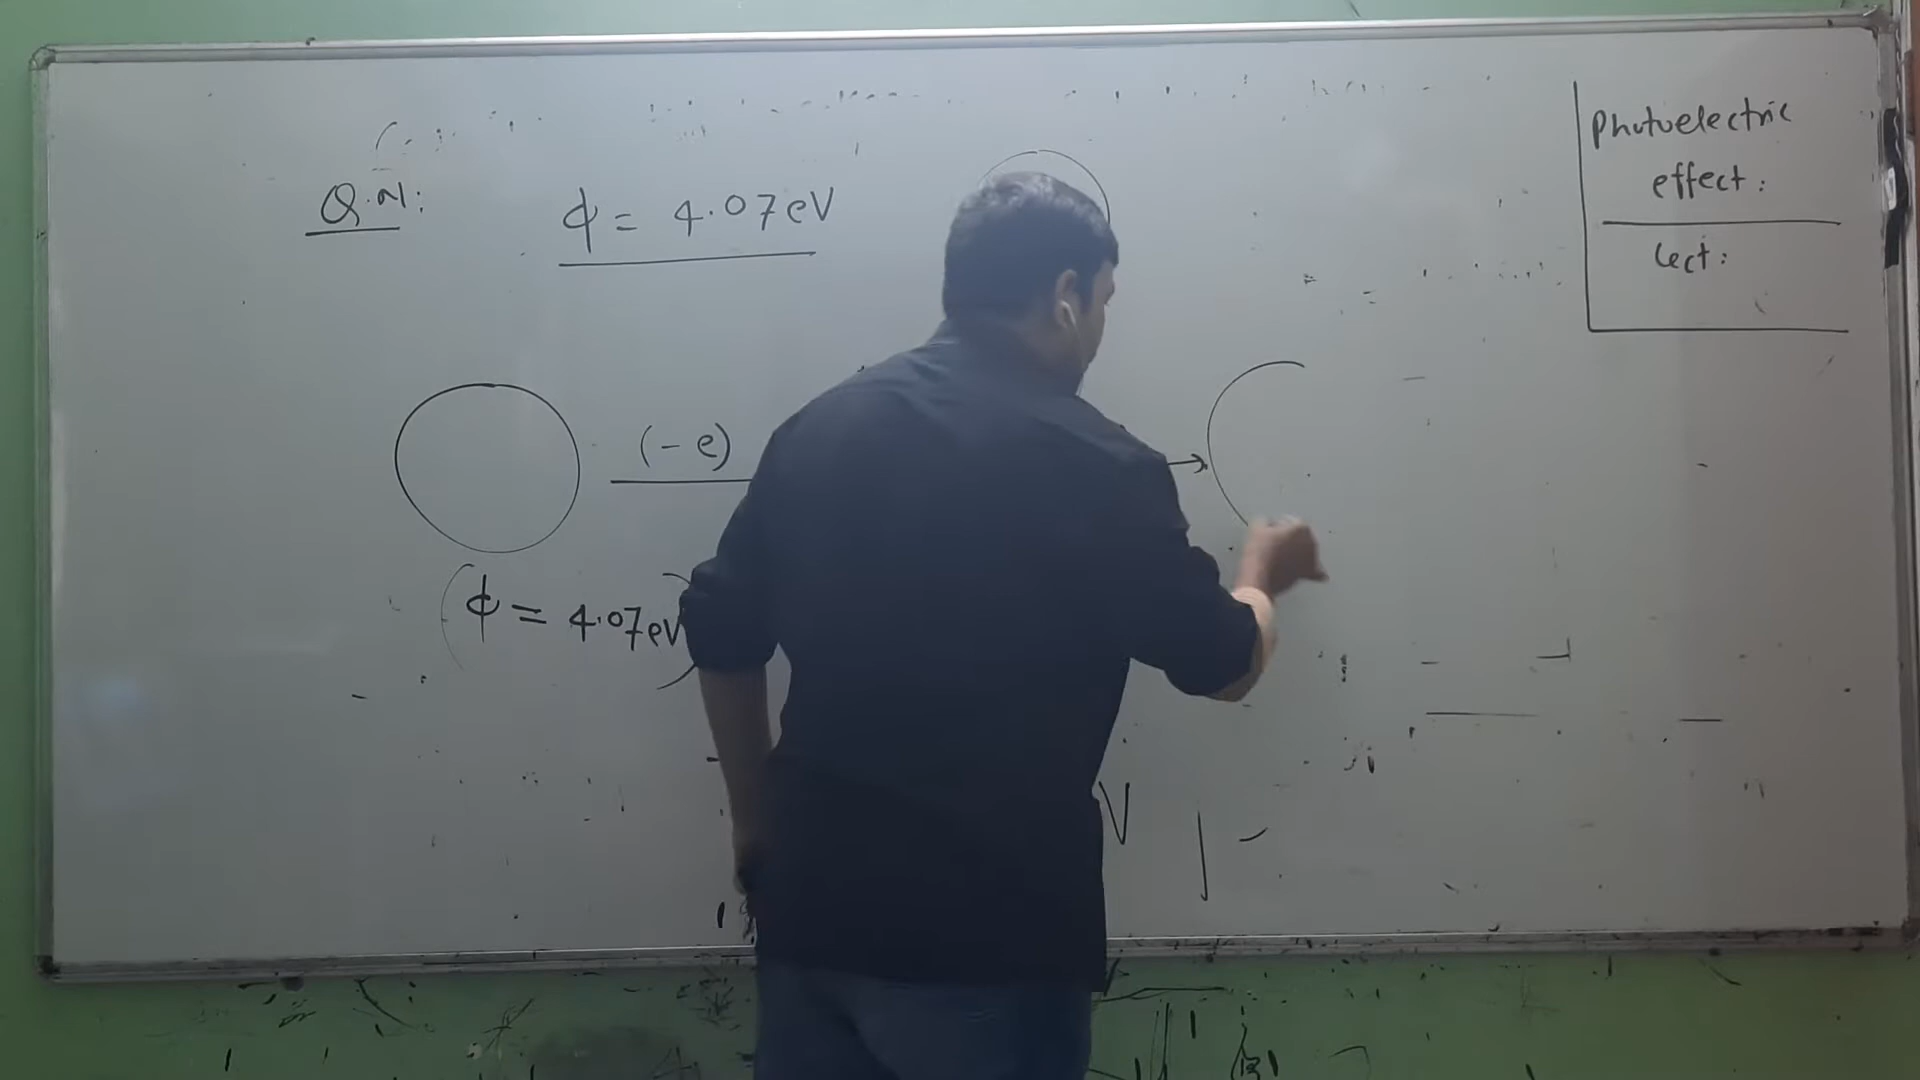 Photoelectric
effect:
Lect:
Q.N:
ϕ = 4.07eV
(-e)
(ϕ = 4.07eV)
V